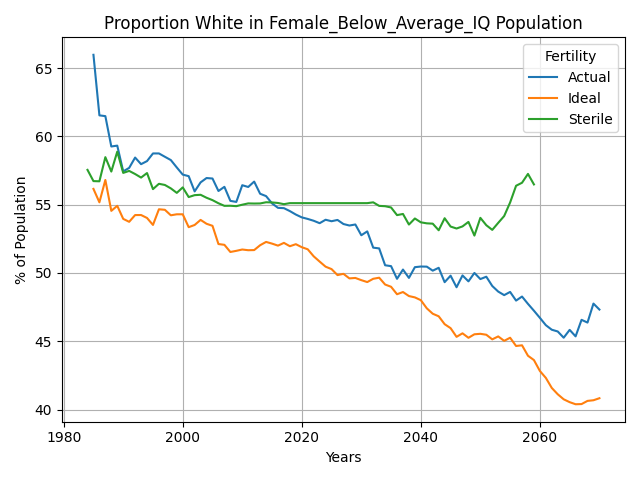 Proportion White in Female_Below_Average_IQ Population
Fertility
Actual
Ideal
Sterile
% of Population
65
60
55
50
45
40
1980
2000
2020
2040
2060
Years